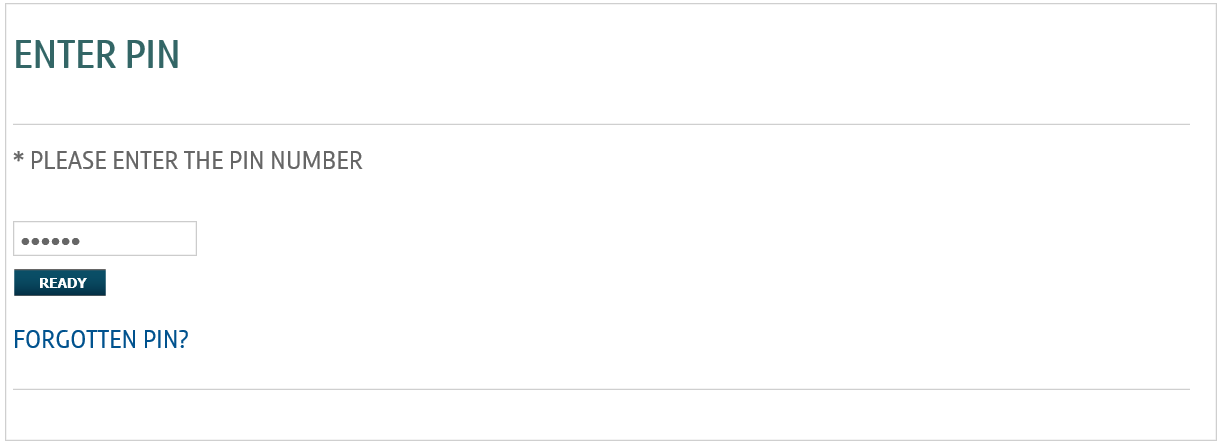 ENTER PIN
* PLEASE ENTER THE PIN NUMBER
••••••
READY
FORGOTTEN PIN?